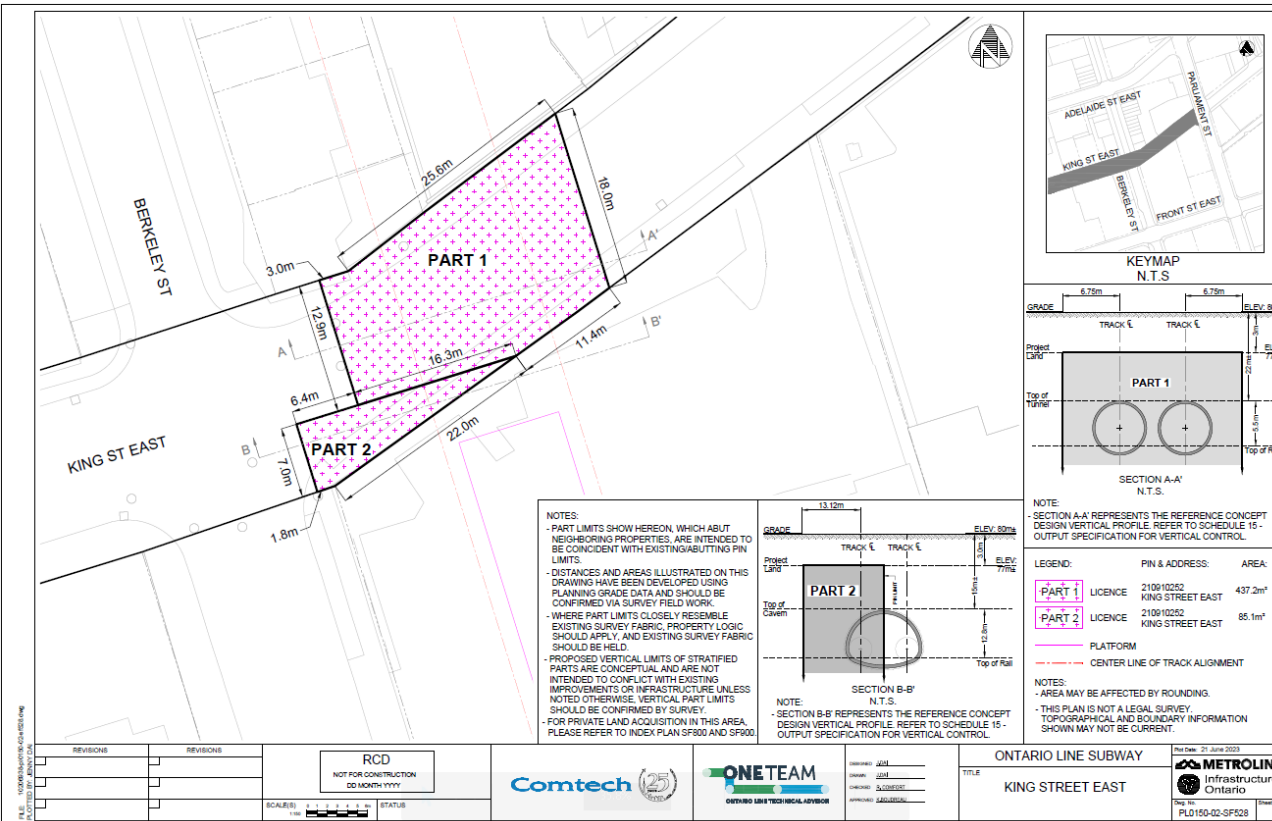 BERKELEY ST
KING ST EAST
25.6m
18.0m
3.0m
PART 1
12.9m
A
A'
B'
11.4m
16.3m
6.4m
22.0m
B
PART 2
7.0m
1.8m
ADELAIDE ST EAST
PARLIAMENT ST
KING ST EAST
BERKELEY ST
FRONT ST EAST
KEYMAP
N.T.S
6.75m
6.75m
GRADE
TRACK ℄
TRACK ℄
Project
Land
3m
22m±
PART 1
Top of
Tunnel
5.5m
SECTION A-A'
N.T.S.
NOTE:
- SECTION A-A' REPRESENTS THE REFERENCE CONCEPT
DESIGN VERTICAL PROFILE. REFER TO SCHEDULE 15 -
OUTPUT SPECIFICATION FOR VERTICAL CONTROL.
NOTES:
- PART LIMITS SHOW HEREON, WHICH ABUT
NEIGHBORING PROPERTIES, ARE INTENDED TO
BE COINCIDENT WITH EXISTING/ABUTTING PIN
LIMITS.
- DISTANCES AND AREAS ILLUSTRATED ON THIS
DRAWING HAVE BEEN DEVELOPED USING
PLANNING GRADE DATA AND SHOULD BE
CONFIRMED VIA SURVEY FIELD WORK.
- WHERE PART LIMITS CLOSELY RESEMBLE
EXISTING SURVEY FABRIC, PROPERTY LOGIC
SHOULD APPLY, AND EXISTING SURVEY FABRIC
SHOULD BE HELD.
- PROPOSED VERTICAL LIMITS OF STRATIFIED
PARTS ARE CONCEPTUAL AND ARE NOT
INTENDED TO CONFLICT WITH EXISTING
IMPROVEMENTS OR INFRASTRUCTURE UNLESS
NOTED OTHERWISE, VERTICAL PART LIMITS
SHOULD BE CONFIRMED BY SURVEY.
- FOR PRIVATE LAND ACQUISITION IN THIS AREA,
PLEASE REFER TO INDEX PLAN SF800 AND SF900.
13.12m
GRADE
ELEV: 80m±
TRACK ℄
TRACK ℄
3.0m
Project
Land
ELEV:
77m±
PART 2
PIN LIMIT
15m±
Top of
Cavern
12.8m
Top of Rail
SECTION B-B'
N.T.S.
NOTE:
- SECTION B-B' REPRESENTS THE REFERENCE CONCEPT
DESIGN VERTICAL PROFILE. REFER TO SCHEDULE 15 -
OUTPUT SPECIFICATION FOR VERTICAL CONTROL.
LEGEND: PIN & ADDRESS: AREA:
PART 1 LICENCE 210910252 KING STREET EAST 437.2m²
PART 2 LICENCE 210910252 KING STREET EAST 85.1m²
PLATFORM
CENTER LINE OF TRACK ALIGNMENT
NOTES:
- AREA MAY BE AFFECTED BY ROUNDING.
- THIS PLAN IS NOT A LEGAL SURVEY.
TOPOGRAPHICAL AND BOUNDARY INFORMATION
SHOWN MAY NOT BE CURRENT.
REVISIONS
REVISIONS
RCD
NOT FOR CONSTRUCTION
DD MONTH YYYY
SCALE(S)
STATUS
Comtech
25
ONETEAM
ONTARIO LINE TECHNICAL ADVISOR
DESIGNED
DRAWN
CHECKED R. COMFORT
APPROVED
ONTARIO LINE SUBWAY
TITLE
KING STREET EAST
Plot Date: 21 June 2023
Infrastructure
Ontario
Dwg. No.
PL0150-02-SF528